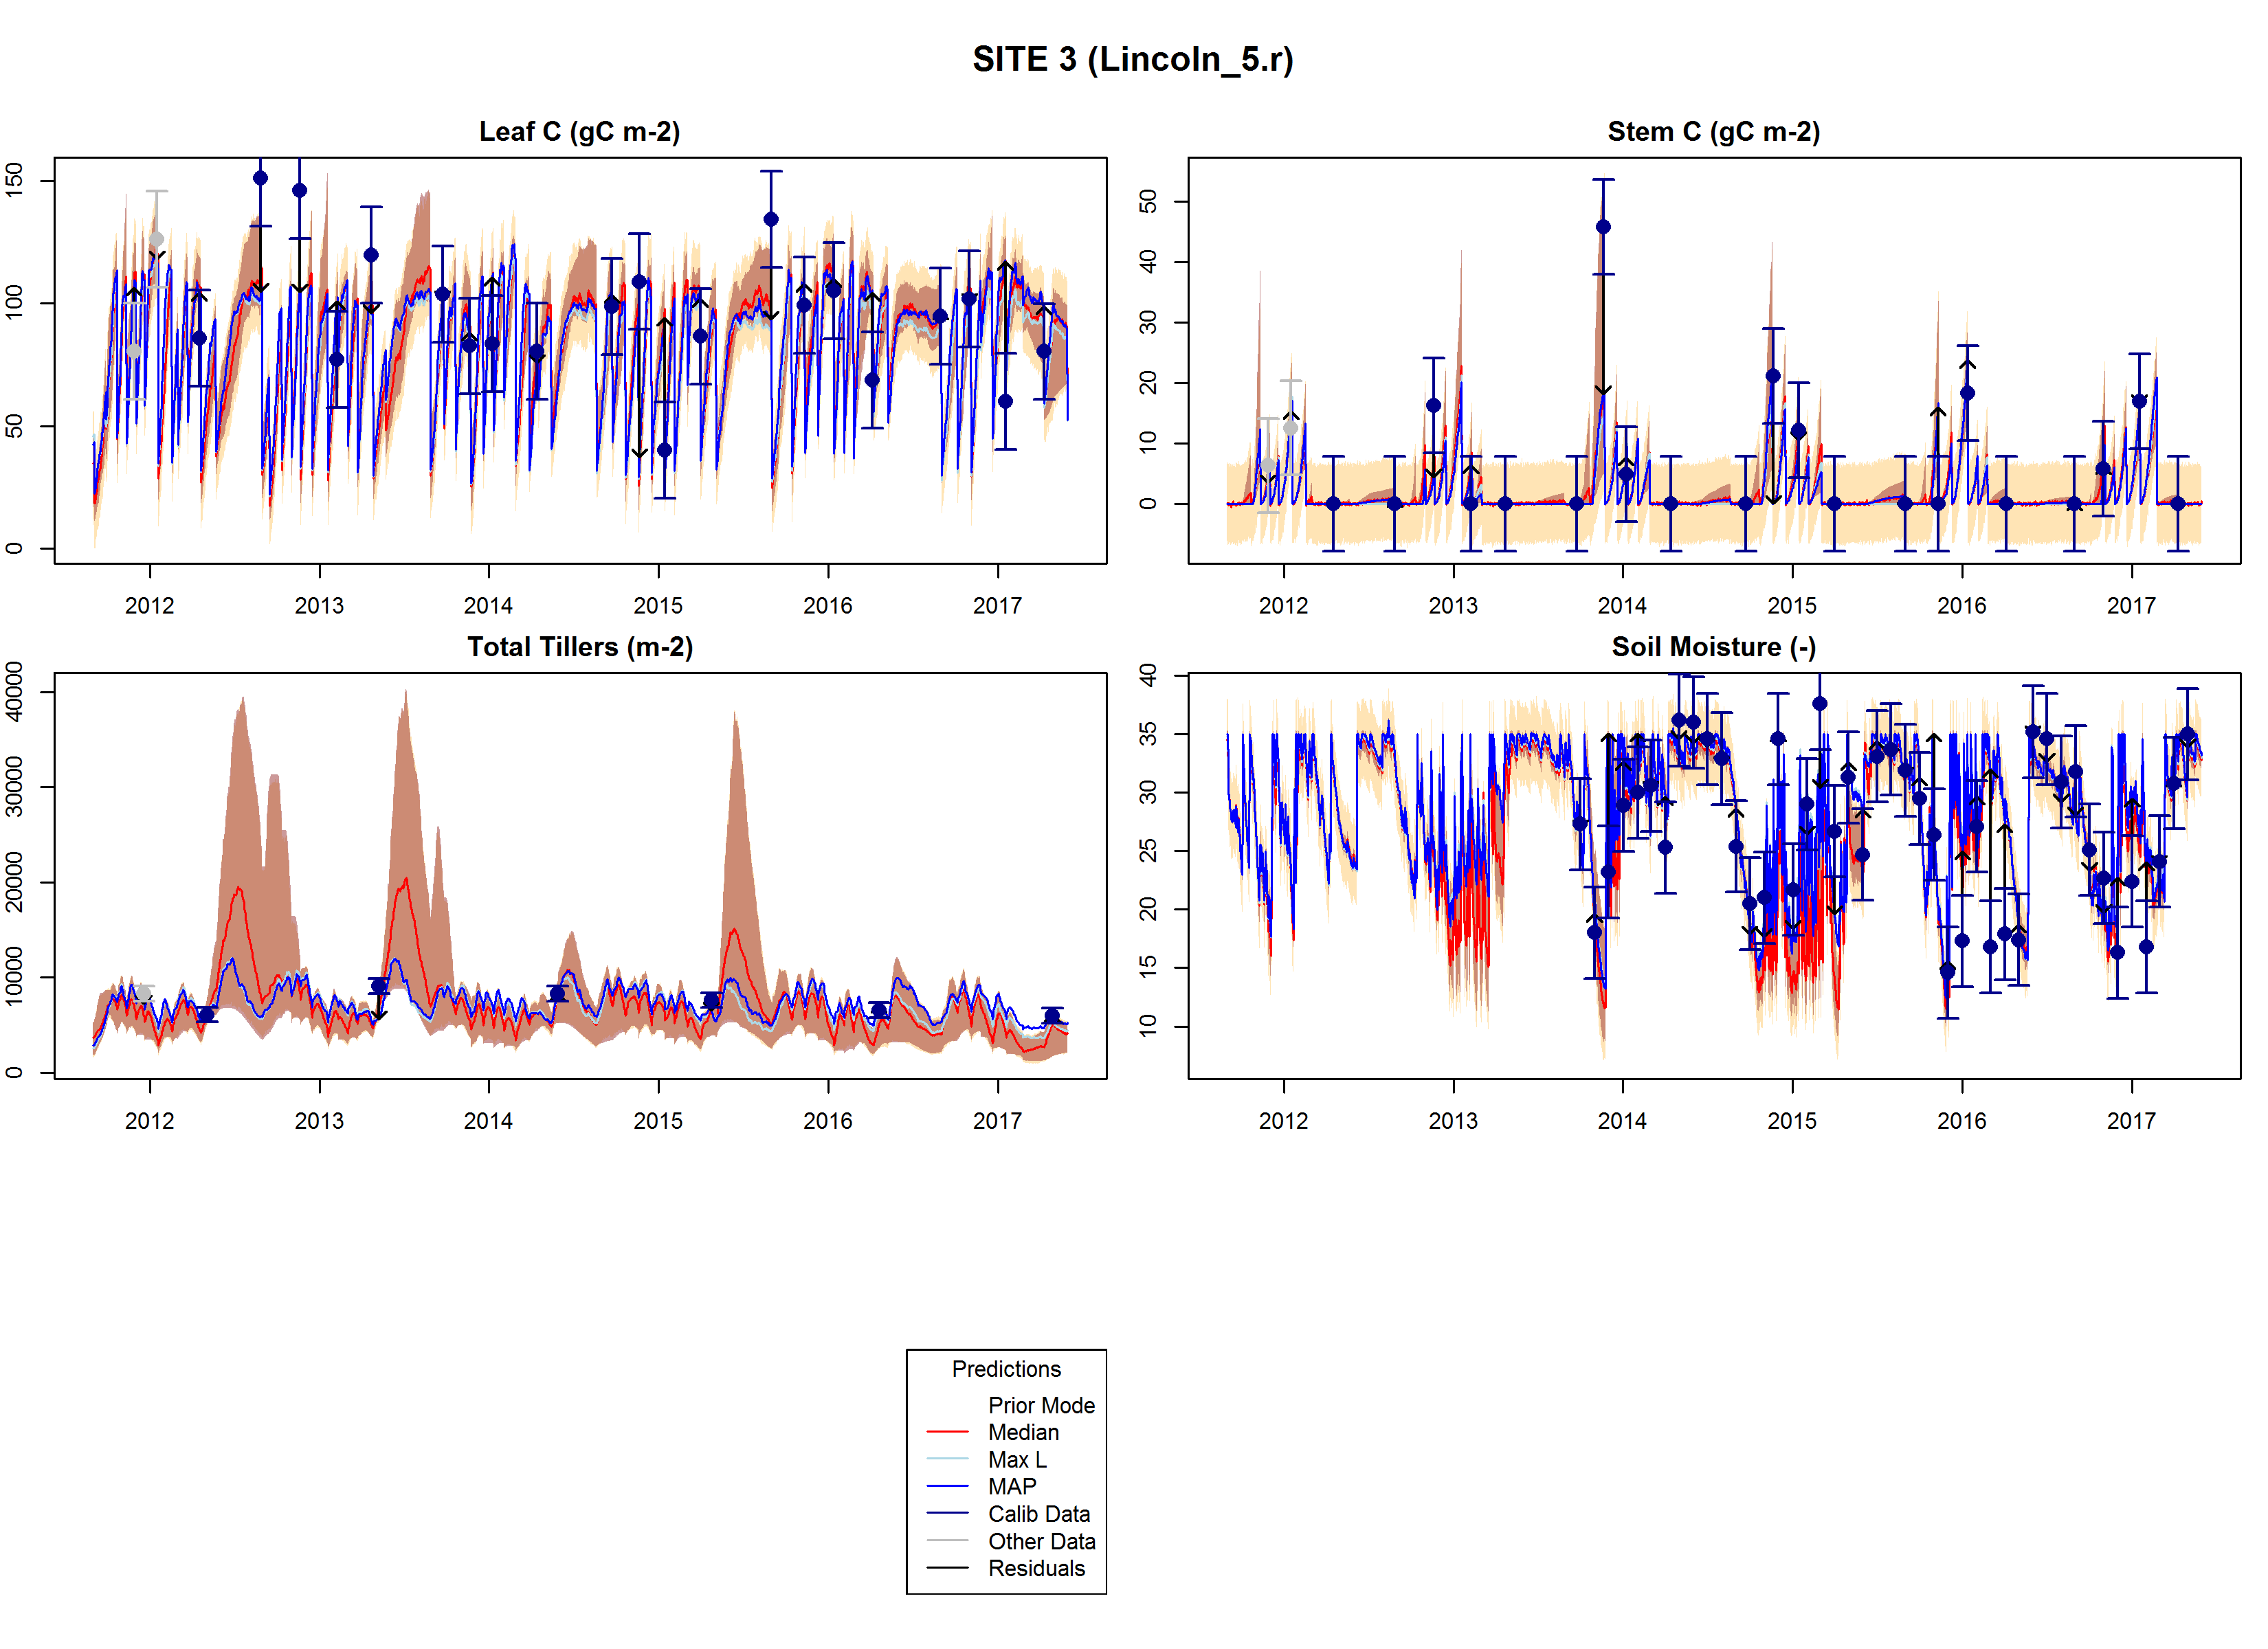 SITE 3 (Lincoln_5.r)
Leaf C (gC m-2)
150
100
50
0
2012 2013 2014 2015 2016 2017
Stem C (gC m-2)
50
40
30
20
10
0
2012 2013 2014 2015 2016 2017
Total Tillers (m-2)
40000
30000
20000
10000
0
2012 2013 2014 2015 2016 2017
Soil Moisture (-)
40
35
30
25
20
15
10
2012 2013 2014 2015 2016 2017
Predictions
Prior Mode
Median
Max L
MAP
Calib Data
Other Data
Residuals